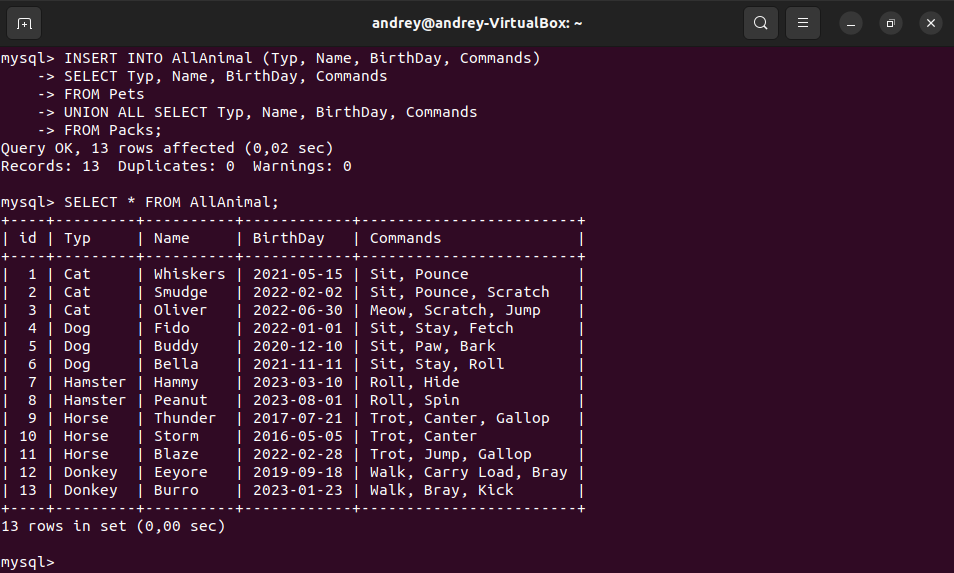 andrey@andrey-VirtualBox: ~
mysql> INSERT INTO AllAnimal (Typ, Name, BirthDay, Commands)
    -> SELECT Typ, Name, BirthDay, Commands
    -> FROM Pets
    -> UNION ALL SELECT Typ, Name, BirthDay, Commands
    -> FROM Packs;
Query OK, 13 rows affected (0,02 sec)
Records: 13  Duplicates: 0  Warnings: 0
mysql> SELECT * FROM AllAnimal;
+----+---------+----------+------------+------------------------+
| id | Typ     | Name     | BirthDay   | Commands               |
+----+---------+----------+------------+------------------------+
|  1 | Cat     | Whiskers | 2021-05-15 | Sit, Pounce            |
|  2 | Cat     | Smudge   | 2022-02-02 | Sit, Pounce, Scratch   |
|  3 | Cat     | Oliver   | 2022-06-30 | Meow, Scratch, Jump    |
|  4 | Dog     | Fido     | 2022-01-01 | Sit, Stay, Fetch       |
|  5 | Dog     | Buddy    | 2020-12-10 | Sit, Paw, Bark         |
|  6 | Dog     | Bella    | 2021-11-11 | Sit, Stay, Roll        |
|  7 | Hamster | Hammy    | 2023-03-10 | Roll, Hide             |
|  8 | Hamster | Peanut   | 2023-08-01 | Roll, Spin             |
|  9 | Horse   | Thunder  | 2017-07-21 | Trot, Canter, Gallop   |
| 10 | Horse   | Storm    | 2016-05-05 | Trot, Canter           |
| 11 | Horse   | Blaze    | 2022-02-28 | Trot, Jump, Gallop     |
| 12 | Donkey  | Eeyore   | 2019-09-18 | Walk, Carry Load, Bray |
| 13 | Donkey  | Burro    | 2023-01-23 | Walk, Bray, Kick       |
+----+---------+----------+------------+------------------------+
13 rows in set (0,00 sec)
mysql>